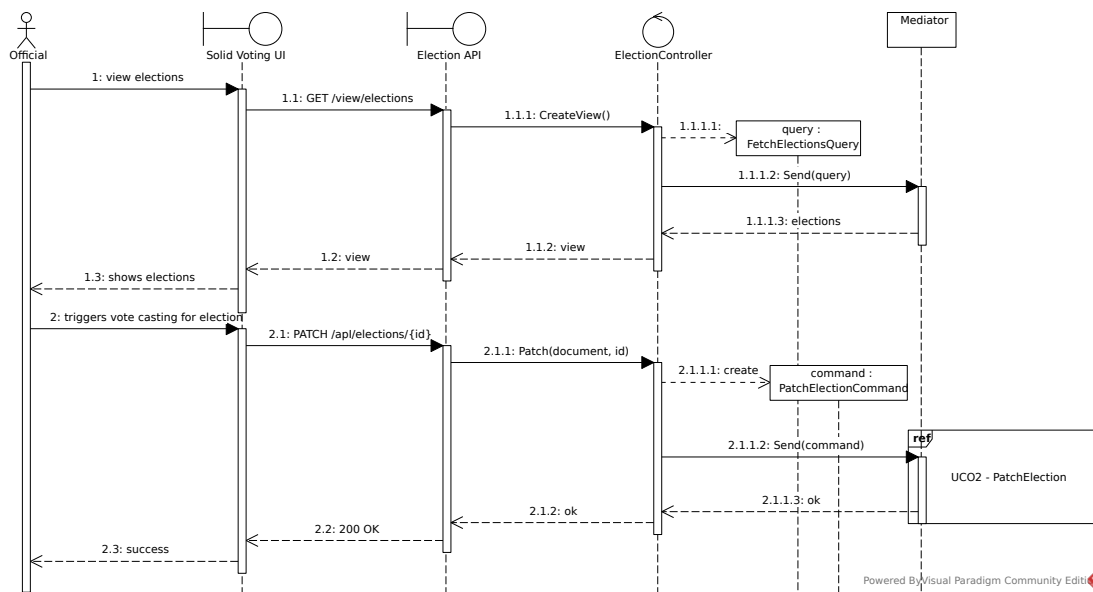 Mediator
Official
Solid Voting UI
Election API
ElectionController
1: view elections
1.1: GET /view/elections
1.1.1: CreateView()
1.1.1.1:
query :
FetchElectionsQuery
1.1.1.2: Send(query)
1.1.1.3: elections
1.1.2: view
1.2: view
1.3: shows elections
2: triggers vote casting for election
2.1: PATCH /apI/elections/{id}
2.1.1: Patch(document, id)
2.1.1.1: create
command :
PatchElectionCommand
ref
2.1.1.2: Send(command)
UCO2 - PatchElection
2.1.1.3: ok
2.1.2: ok
2.2: 200 OK
2.3: success
Powered By Visual Paradigm Community Editi